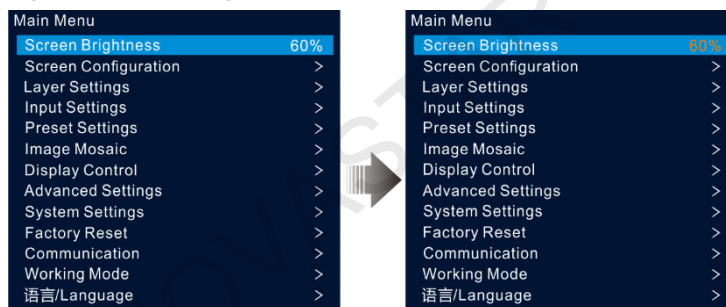 Main Menu
Screen Brightness 60%
Screen Configuration >
Layer Settings >
Input Settings >
Preset Settings >
Image Mosaic >
Display Control >
Advanced Settings >
System Settings >
Factory Reset >
Communication >
Working Mode >
语言/Language >
Main Menu
Screen Brightness 60%
Screen Configuration >
Layer Settings >
Input Settings >
Preset Settings >
Image Mosaic >
Display Control >
Advanced Settings >
System Settings >
Factory Reset >
Communication >
Working Mode >
语言/Language >